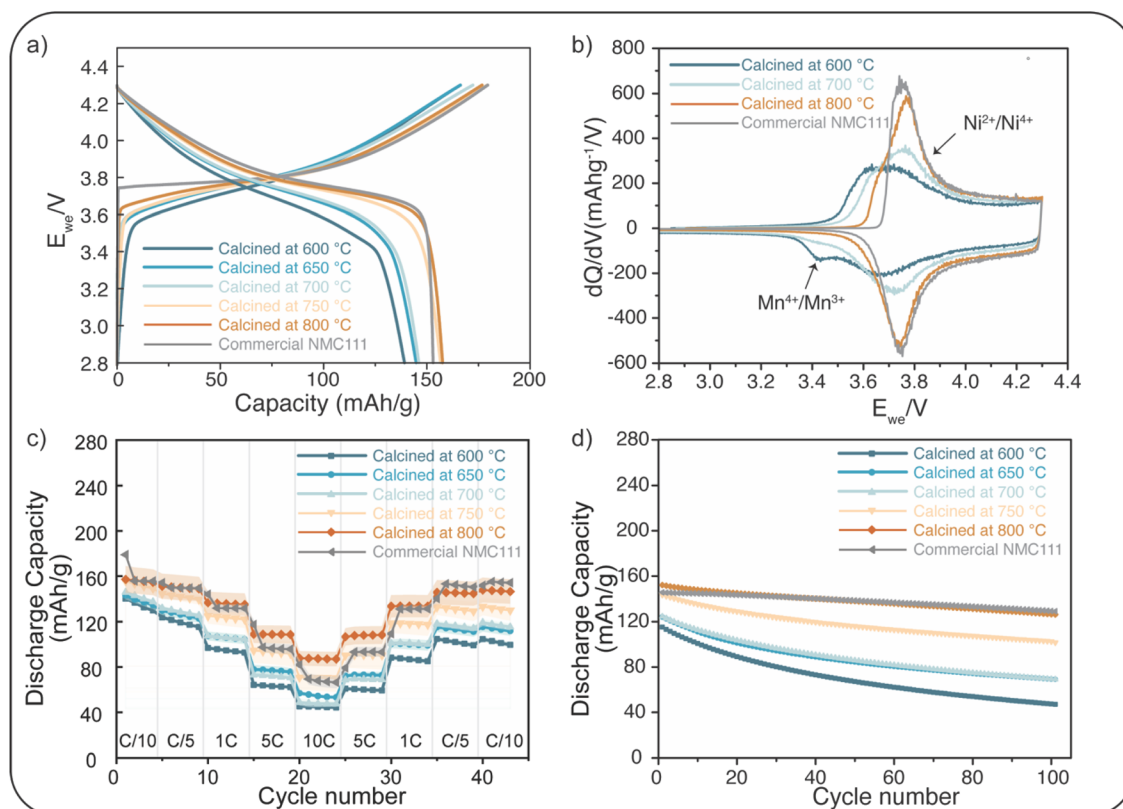 a)
4.4
4.2
4.0
3.8
3.6
3.4
3.2
3.0
2.8
E_we/V
Calcined at 600 °C
Calcined at 650 °C
Calcined at 700 °C
Calcined at 750 °C
Calcined at 800 °C
Commercial NMC111
0 50 100 150 200
Capacity (mAh/g)
b)
800
600
400
200
0
-200
-400
-600
dQ/dV(mAhg⁻¹/V)
Calcined at 600 °C
Calcined at 700 °C
Calcined at 800 °C
Commercial NMC111
Ni²⁺/Ni⁴⁺
Mn⁴⁺/Mn³⁺
2.8 3.0 3.2 3.4 3.6 3.8 4.0 4.2 4.4
E_we/V
c)
280
240
200
160
120
80
40
0
Discharge Capacity
(mAh/g)
Calcined at 600 °C
Calcined at 650 °C
Calcined at 700 °C
Calcined at 750 °C
Calcined at 800 °C
Commercial NMC111
C/10 C/5 1C 5C 10C 5C 1C C/5 C/10
0 10 20 30 40
Cycle number
d)
280
240
200
160
120
80
40
0
Discharge Capacity
(mAh/g)
Calcined at 600 °C
Calcined at 650 °C
Calcined at 700 °C
Calcined at 750 °C
Calcined at 800 °C
Commercial NMC111
0 20 40 60 80 100
Cycle number